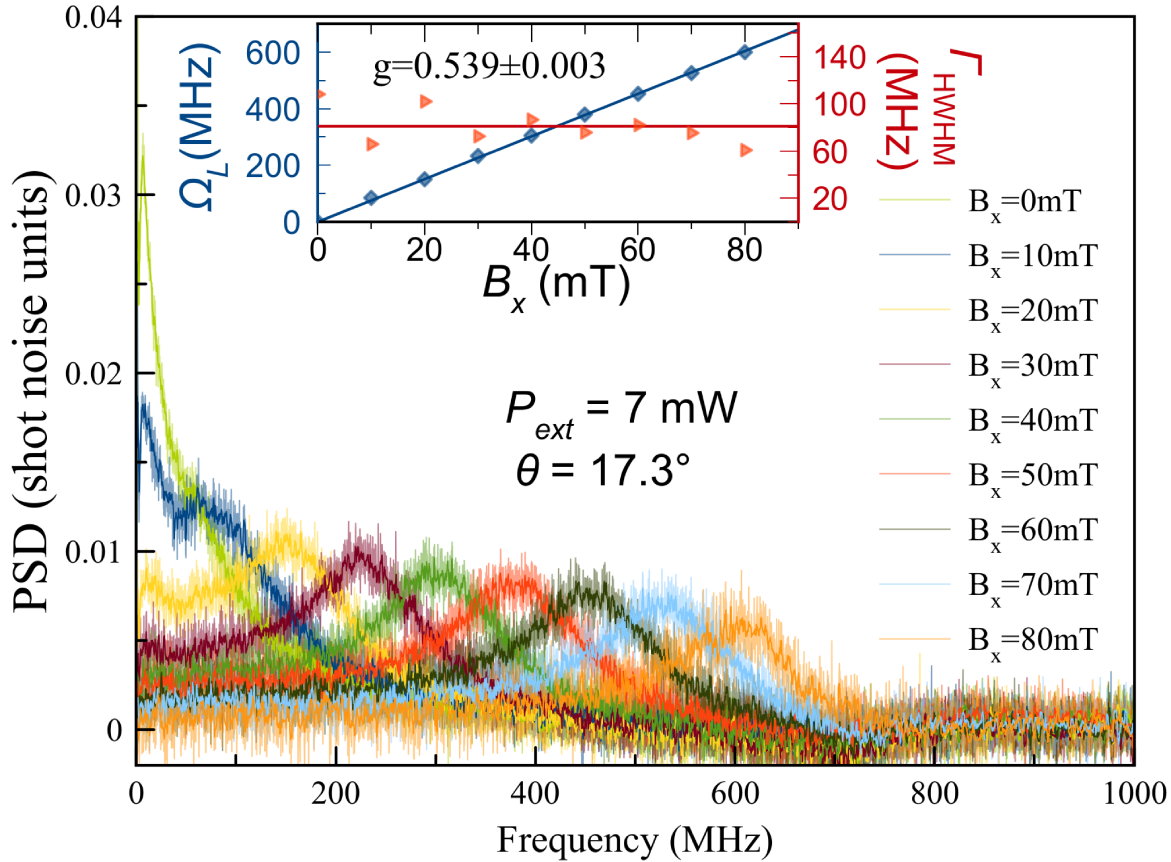 0.04
0.03
0.02
0.01
0
PSD (shot noise units)
0
200
400
600
800
1000
Frequency (MHz)
Ω_L (MHz)
600
400
200
0
g=0.539±0.003
140
100
60
20
Γ_HWHM (MHz)
0
20
40
60
80
B_x (mT)
P_ext = 7 mW
θ = 17.3°
B_x=0mT
B_x=10mT
B_x=20mT
B_x=30mT
B_x=40mT
B_x=50mT
B_x=60mT
B_x=70mT
B_x=80mT